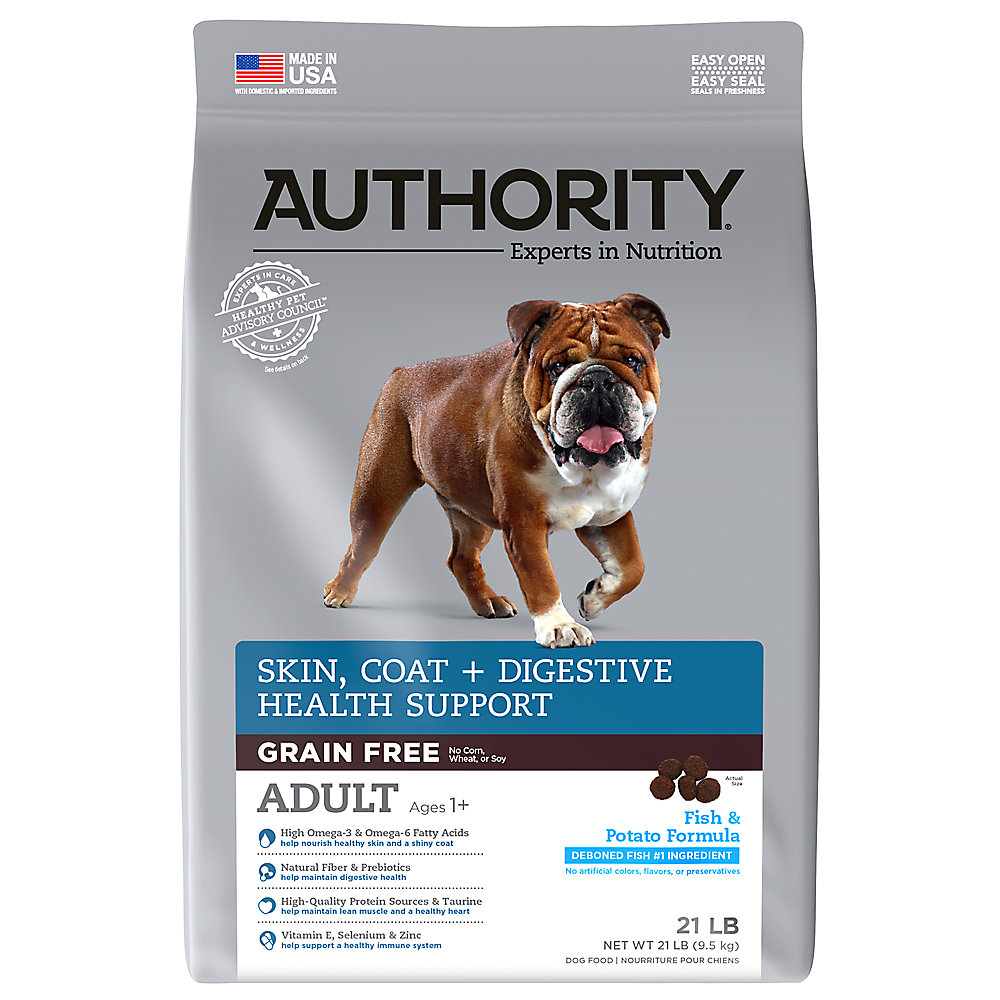 MADE IN
USA
WITH DOMESTIC & IMPORTED INGREDIENTS
EASY OPEN
EASY SEAL
SEALS IN FRESHNESS
AUTHORITY®
Experts in Nutrition
EXPERTS IN CARE
HEALTHY PET
ADVISORY COUNCIL™
& WELLNESS
See details on back
SKIN, COAT + DIGESTIVE
HEALTH SUPPORT
GRAIN FREE No Corn,
Wheat, or Soy
ADULT Ages 1+
Actual
Size
High Omega-3 & Omega-6 Fatty Acids
help nourish healthy skin and a shiny coat
Natural Fiber & Prebiotics
help maintain digestive health
High-Quality Protein Sources & Taurine
help maintain lean muscle and a healthy heart
Vitamin E, Selenium & Zinc
help support a healthy immune system
Fish &
Potato Formula
DEBONED FISH #1 INGREDIENT
No artificial colors, flavors, or preservatives
21 LB
NET WT 21 LB (9.5 kg)
DOG FOOD | NOURRITURE POUR CHIENS